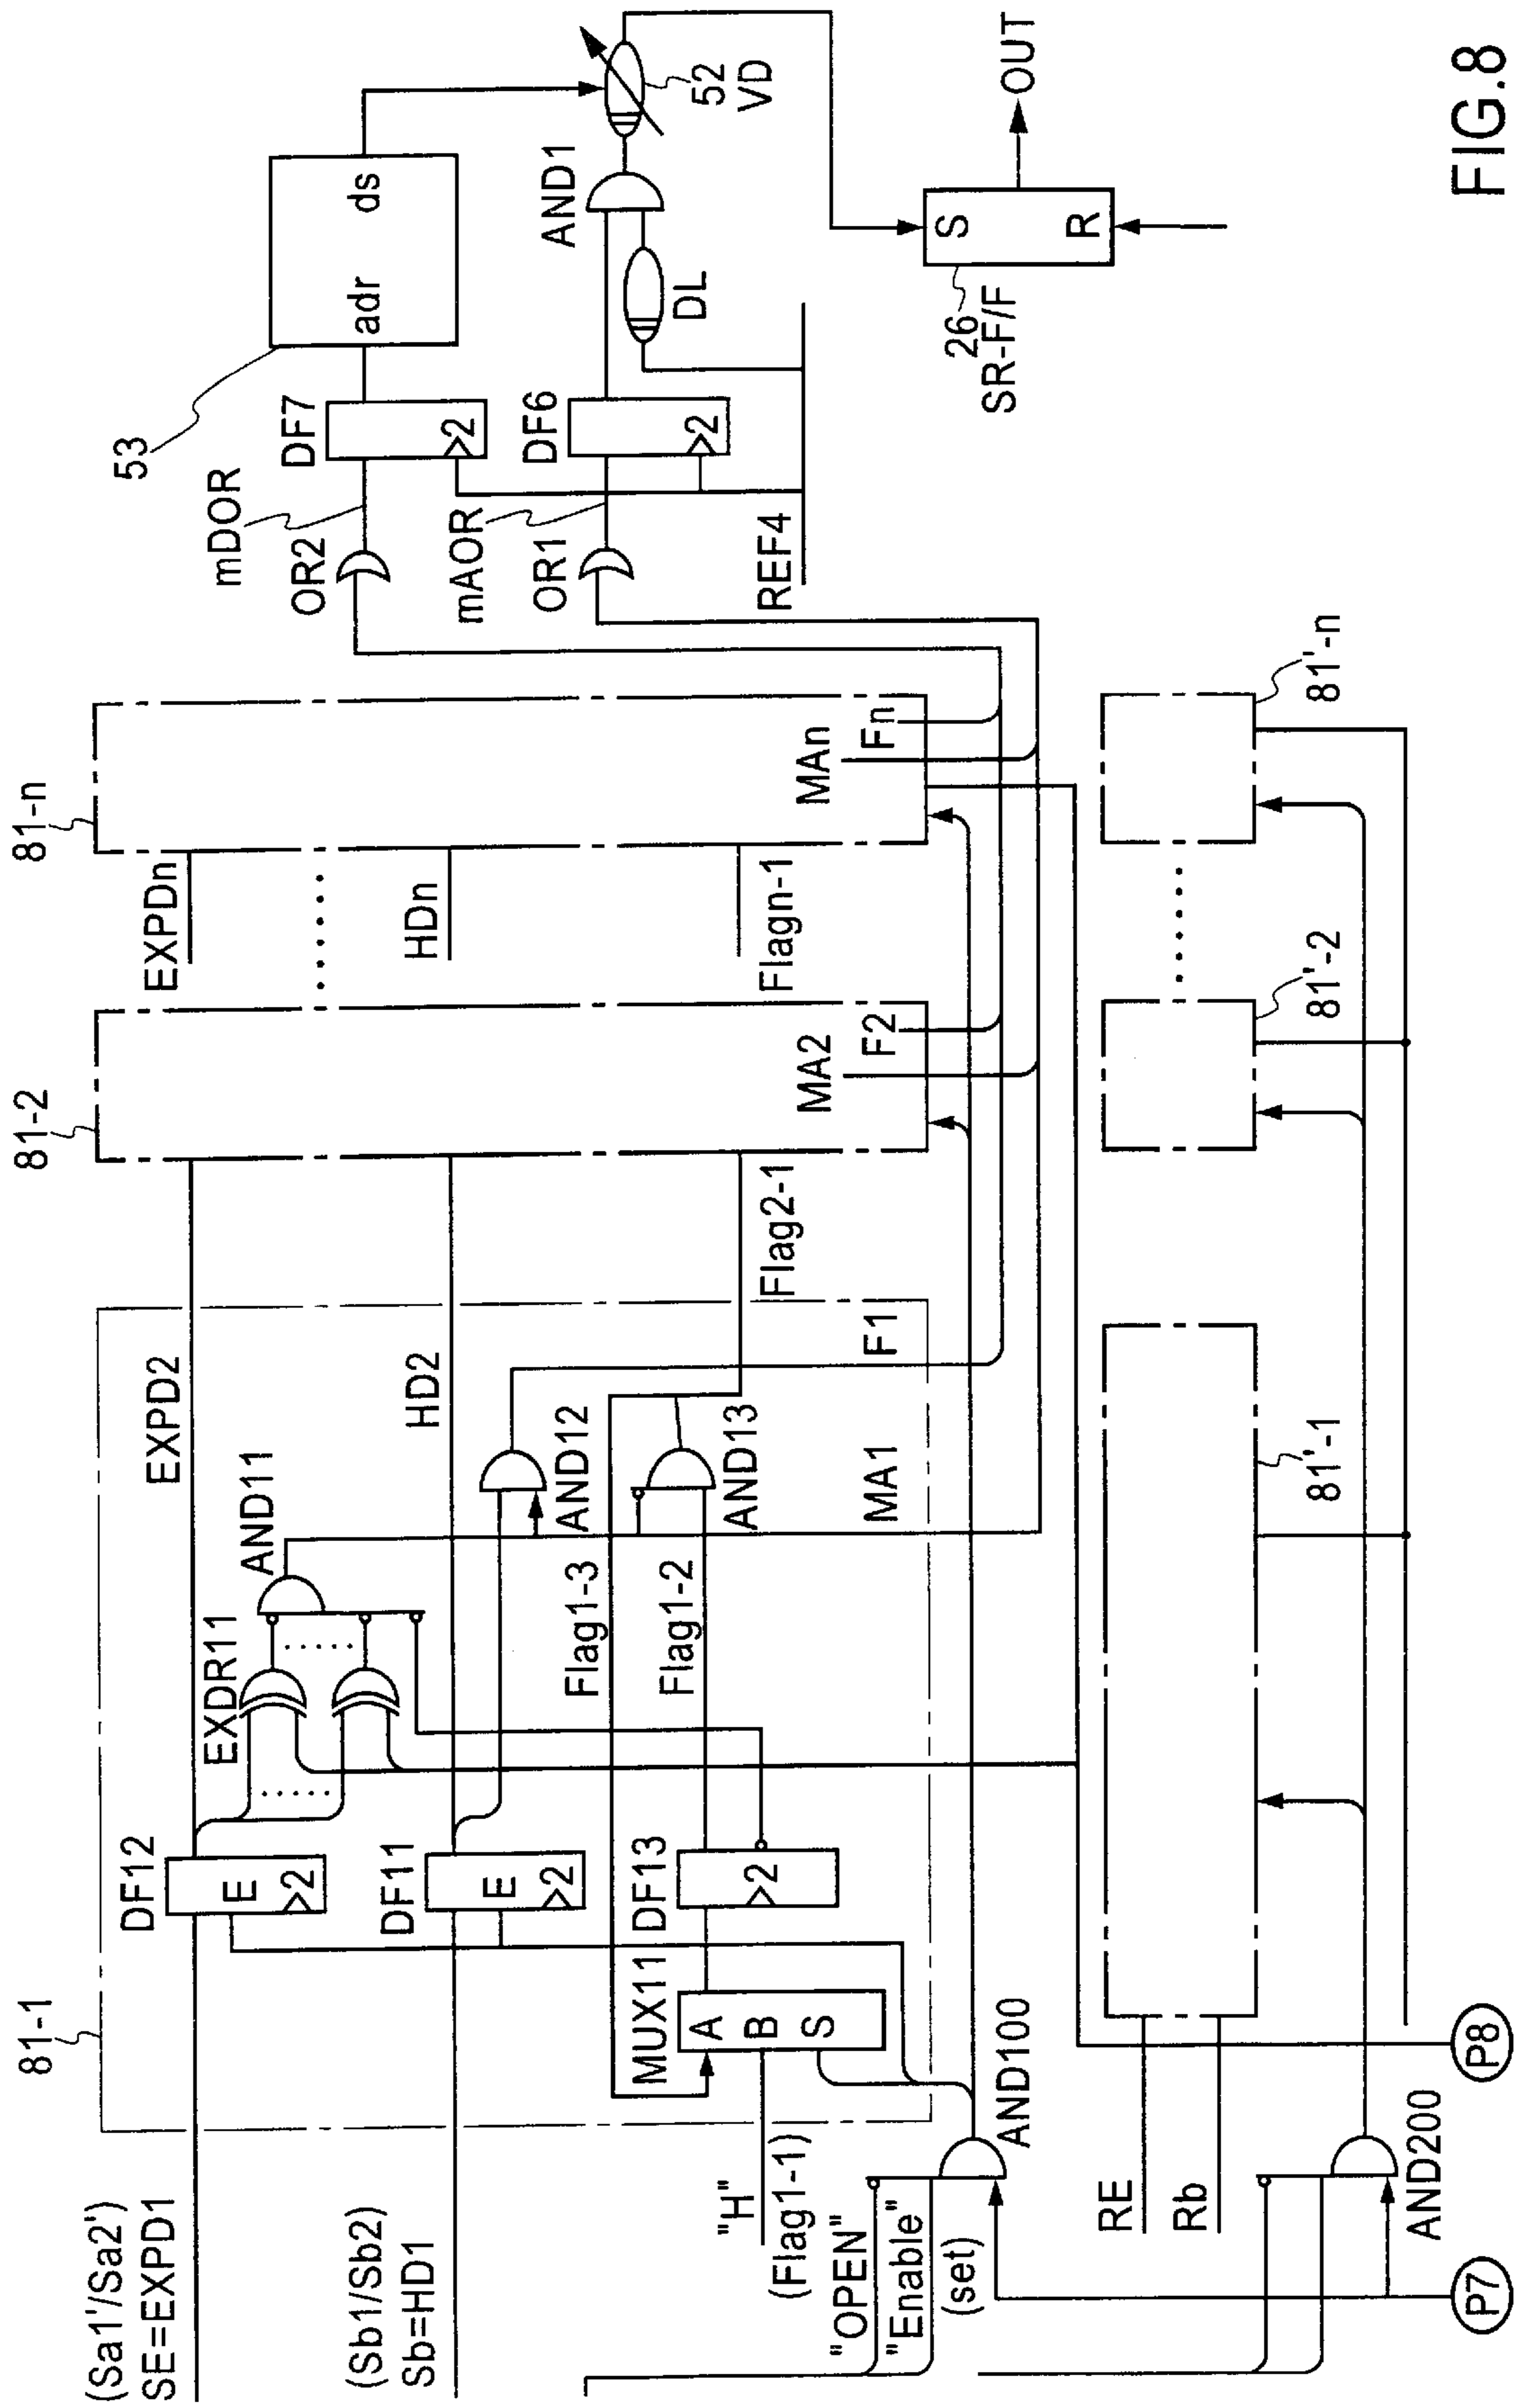 FIG.8
(Sa1'/Sa2')
SE=EXPD1
(Sb1/Sb2)
Sb=HD1
"H"
(Flag1-1)
"OPEN"
"Enable"
(set)
RE
Rb
P7
P8
AND100
AND200
81-1
DF12
E
2
DF11
E
2
MUX11
A
B
S
DF13
2
EXDR11
AND11
EXPD2
HD2
AND12
AND13
Flag1-3
Flag1-2
MA1
F1
Flag2-1
81-2
MA2
F2
EXPDn
HDn
Flagn-1
81-n
MAn
Fn
81'-1
81'-2
81'-n
mDOR
OR2
mAOR
OR1
REF4
53
DF7
2
DF6
2
adr
ds
AND1
DL
52
VD
S
R
26
SR-F/F
OUT